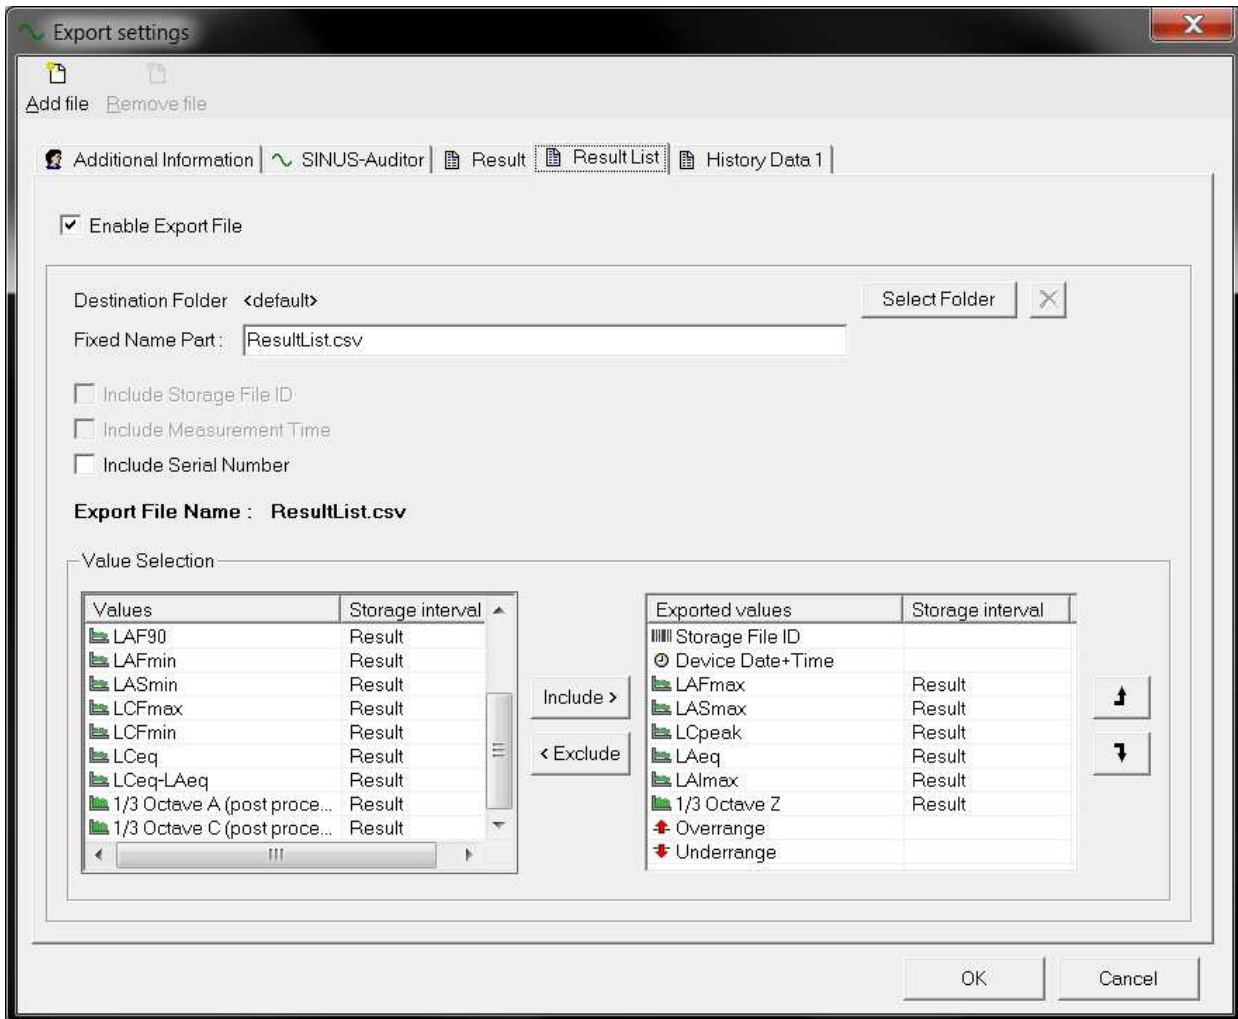 Export settings
Add file Remove file
Additional Information SINUS-Auditor Result Result List History Data 1
Enable Export File
Destination Folder <default> Select Folder
Fixed Name Part : ResultList.csv
Include Storage File ID
Include Measurement Time
Include Serial Number
Export File Name : ResultList.csv
Value Selection
Values Storage interval Exported values Storage interval
LAF90 Result Storage File ID
LAFmin Result Device Date+Time
LASmin Result LAFmax Result
LCFmax Result LASmax Result
LCFmin Result LCpeak Result
LCeq Result LAeq Result
LCeq-LAeq Result LAImax Result
1/3 Octave A (post proce... Result 1/3 Octave Z Result
1/3 Octave C (post proce... Result Overrange
Underrange
Include >
< Exclude
OK Cancel